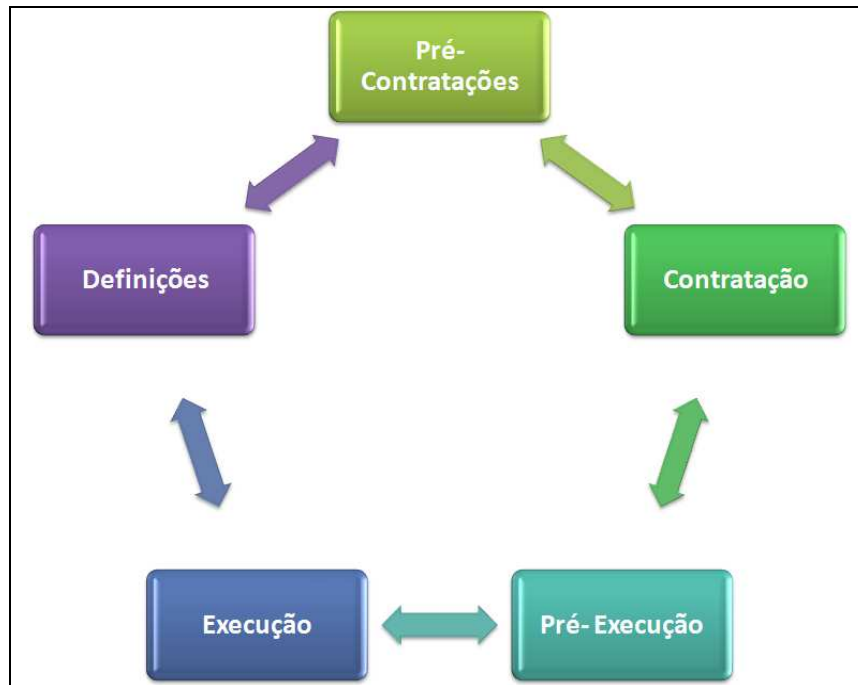 Pré-
Contratações
Definições
Contratação
Execução
Pré- Execução